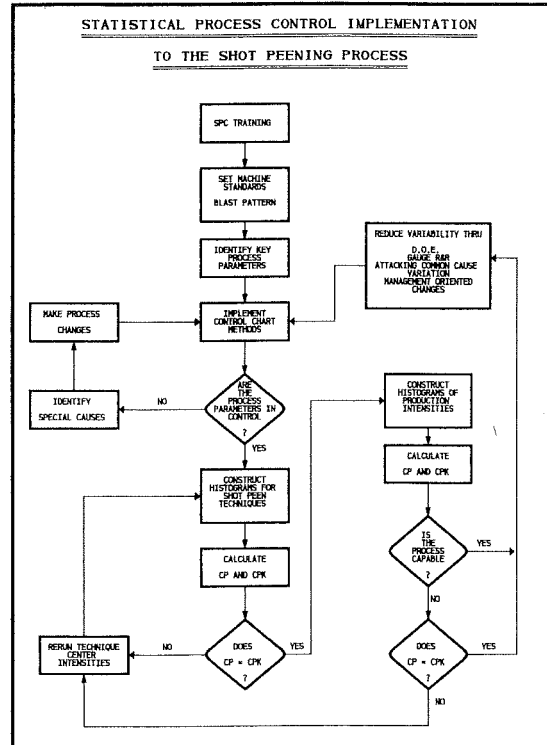 STATISTICAL PROCESS CONTROL IMPLEMENTATION
TO THE SHOT PEENING PROCESS
SPC TRAINING
SET MACHINE
STANDARDS
BLAST PATTERN
IDENTIFY KEY
PROCESS
PARAMETERS
IMPLEMENT
CONTROL CHART
METHODS
MAKE PROCESS
CHANGES
IDENTIFY
SPECIAL CAUSES
NO
ARE
THE
PROCESS
PARAMETERS IN
CONTROL
?
YES
CONSTRUCT
HISTOGRAMS FOR
SHOT PEEN
TECHNIQUES
CALCULATE
CP AND CPK
DOES
CP = CPK
?
NO
YES
RERUN TECHNIQUE
CENTER
INTENSITIES
REDUCE VARIABILITY THRU
D.O.E.
GAUGE R&R
ATTACKING COMMON CAUSE
VARIATION
MANAGEMENT ORIENTED
CHANGES
CONSTRUCT
HISTOGRAMS OF
PRODUCTION
INTENSITIES
CALCULATE
CP AND CPK
IS
THE
PROCESS
CAPABLE
?
YES
NO
DOES
CP = CPK
?
YES
NO